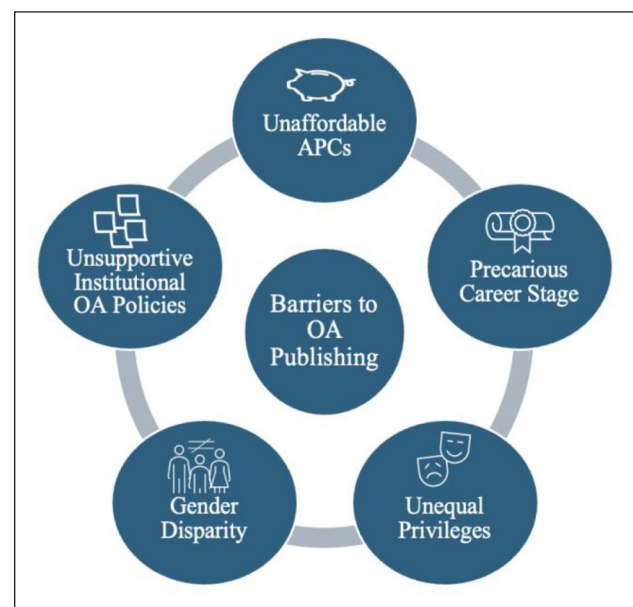 Unaffordable
APCs
Precarious
Career Stage
Unequal
Privileges
Gender
Disparity
Unsupportive
Institutional
OA Policies
Barriers to
OA
Publishing